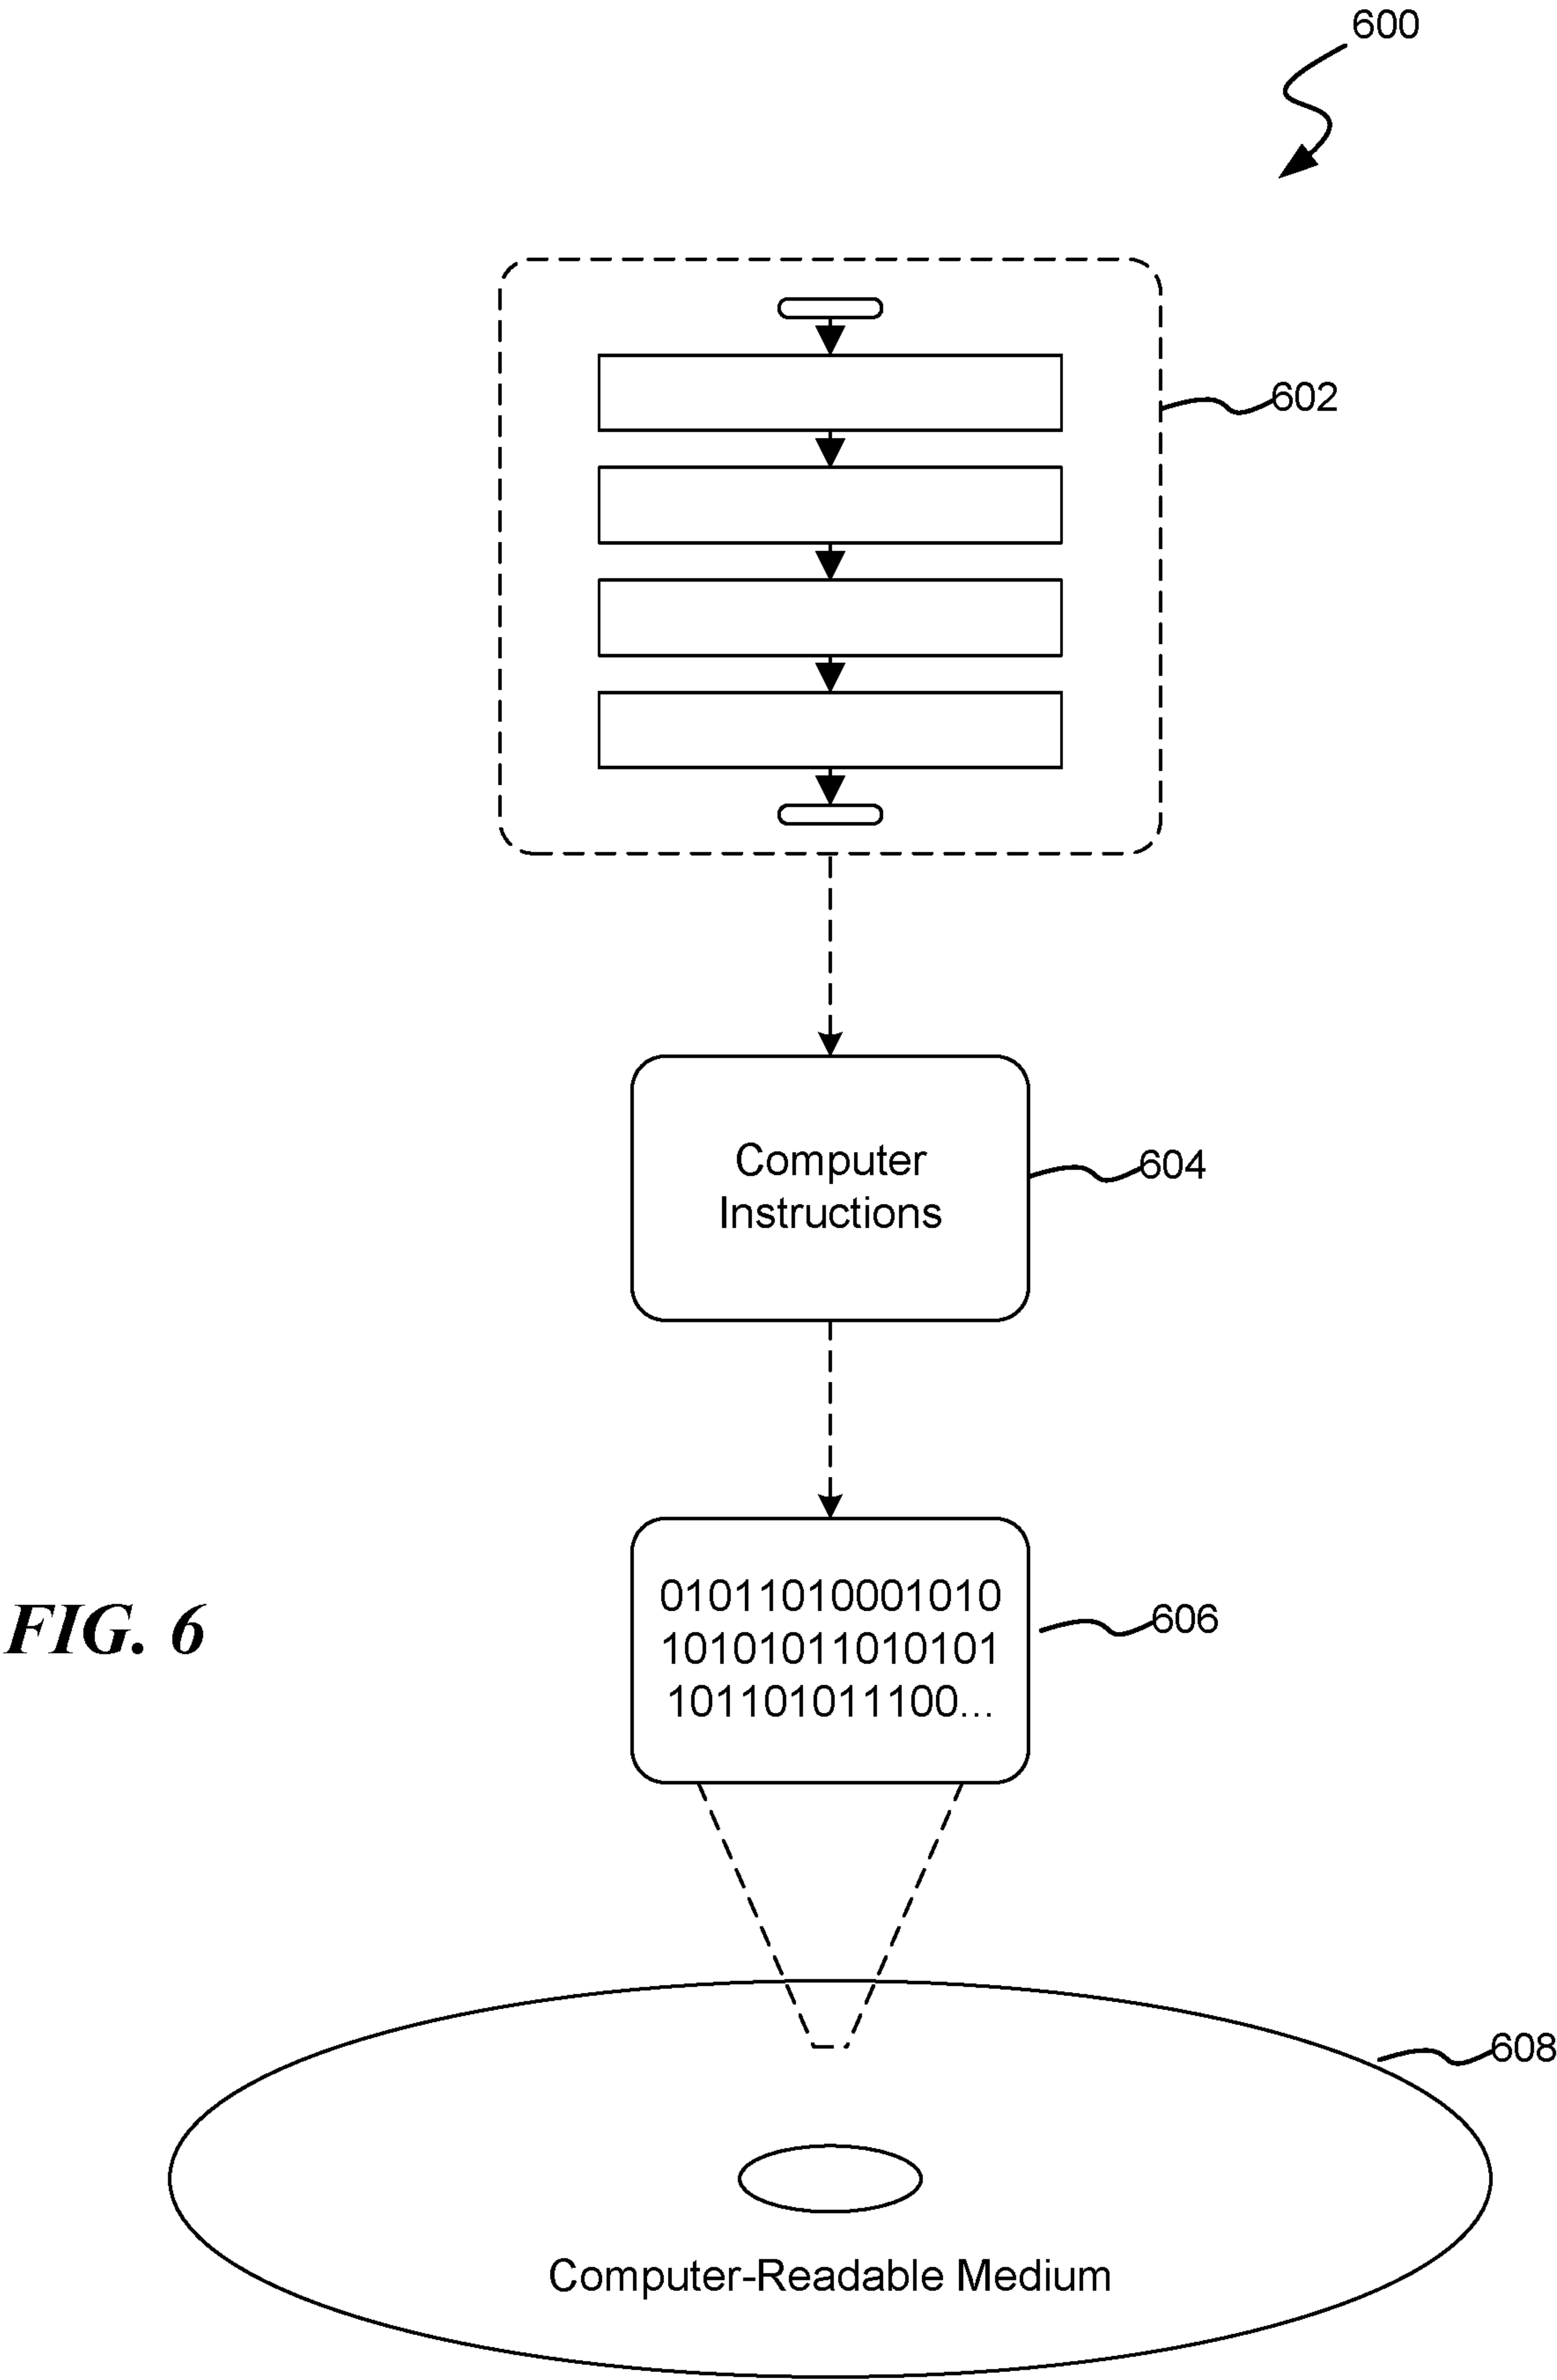 600
602
Computer
Instructions
604
01011010001010
10101011010101
101101011100...
606
FIG. 6
608
Computer-Readable Medium